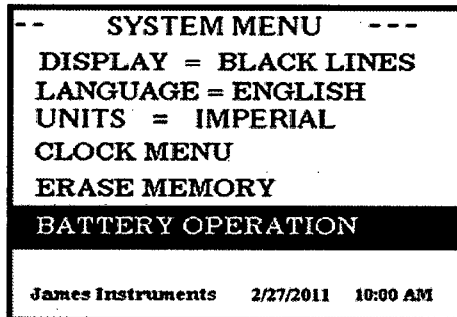 -- SYSTEM MENU ---
DISPLAY = BLACK LINES
LANGUAGE = ENGLISH
UNITS = IMPERIAL
CLOCK MENU
ERASE MEMORY
BATTERY OPERATION
James Instruments 2/27/2011 10:00 AM